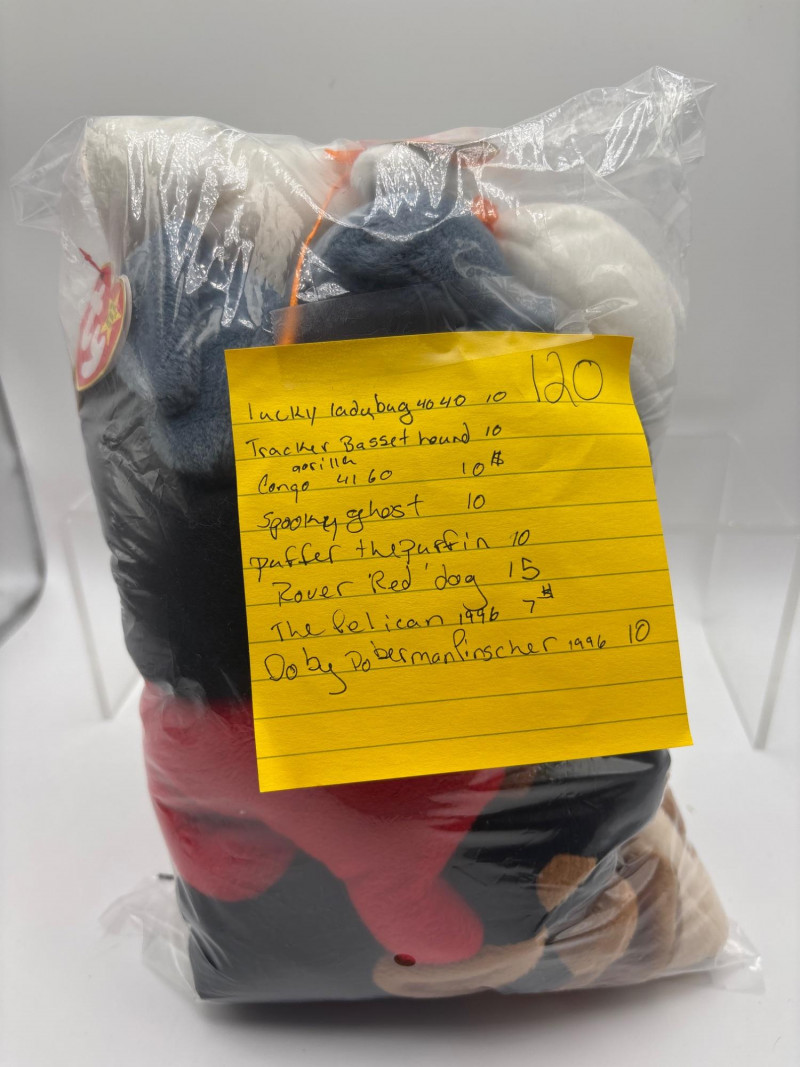 120
lucky ladybug 4040 10
Tracker Basset hound 10
gorilla
Congo 4160 10$
Spooky ghost 10
puffer the puffin 10
Rover 'Red' dog 15
The Pelican 1996 7$
Doby Doberman Pinscher 1996 10
ty